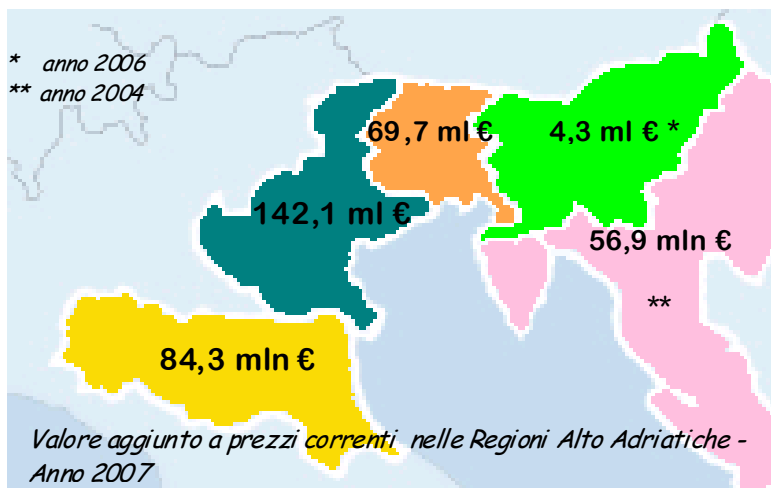 * anno 2006
** anno 2004
69,7 ml €
4,3 ml € *
142,1 ml €
56,9 mln €
**
84,3 mln €
Valore aggiunto a prezzi correnti nelle Regioni Alto Adriatiche -
Anno 2007